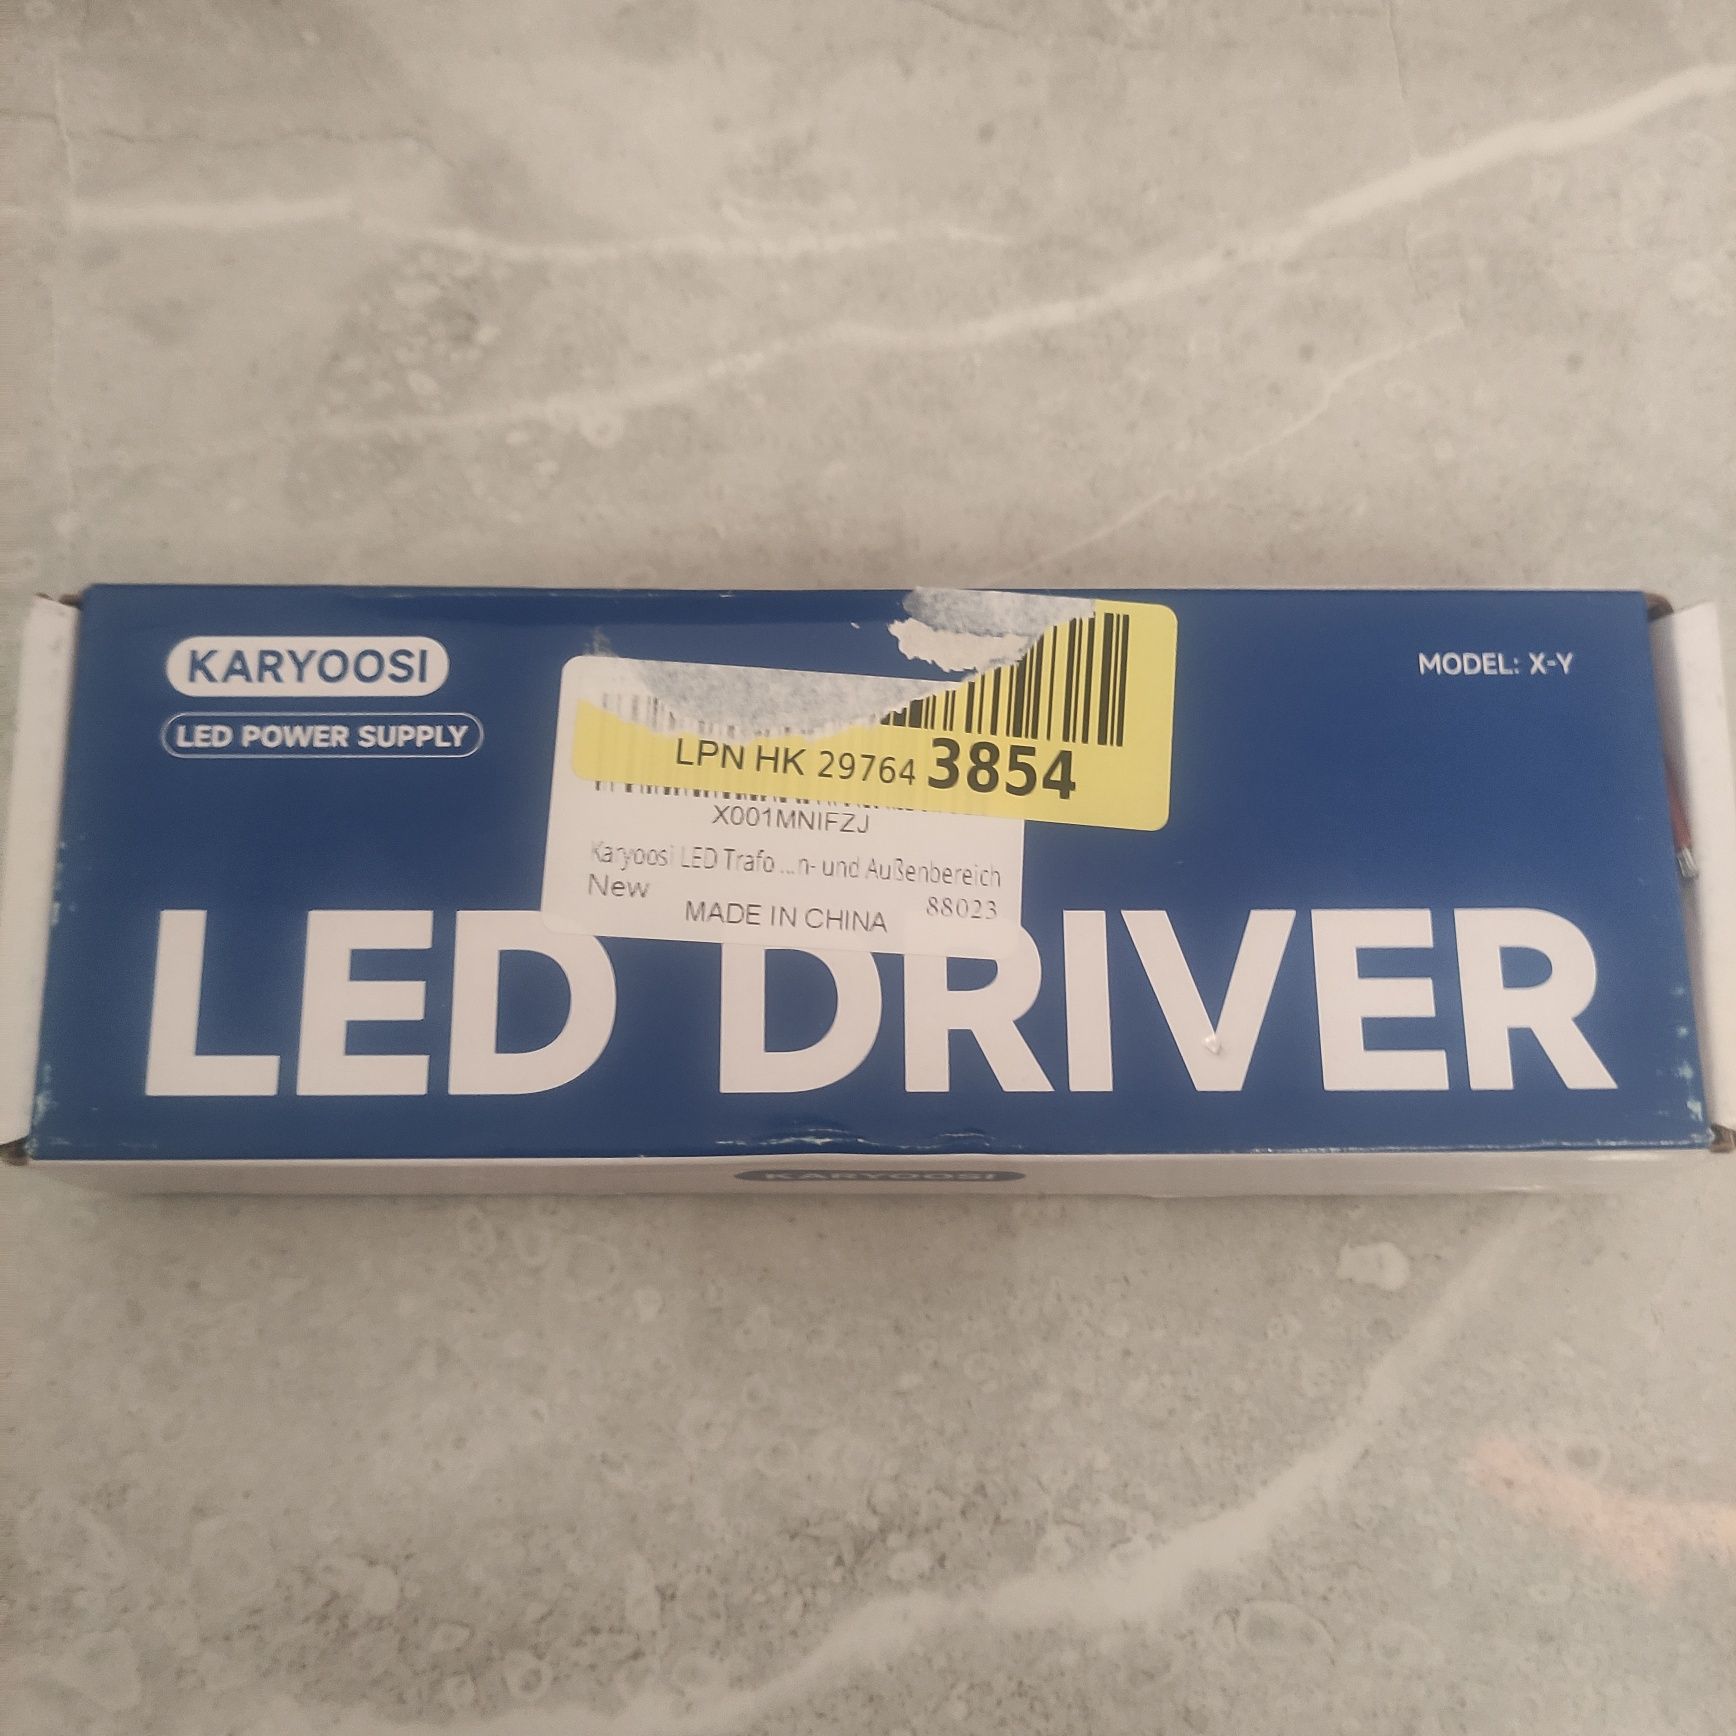 KARYOOSI
LED POWER SUPPLY
MODEL: X-Y
LPN HK 29764 3854
X001MNIFZJ
Karyoosi LED Trafo ...n- und Außenbereich
New
88023
MADE IN CHINA
LED DRIVER
KARYOOSI